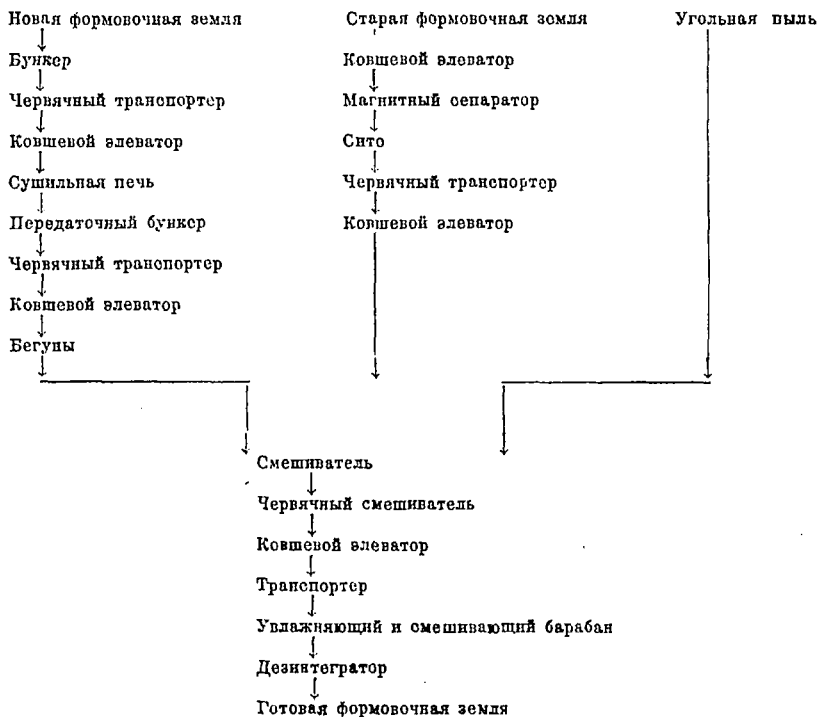 Новая формовочная земля
Бункер
Червячный транспортер
Ковшевой элеватор
Сушильная печь
Передаточный бункер
Червячный транспортер
Ковшевой элеватор
Бегуны
Старая формовочная земля
Ковшевой элеватор
Магнитный сепаратор
Сито
Червячный транспортер
Ковшевой элеватор
Угольная пыль
Смешиватель
Червячный смешиватель
Ковшевой элеватор
Транспортер
Увлажняющий и смешивающий барабан
Дезинтегратор
Готовая формовочная земля